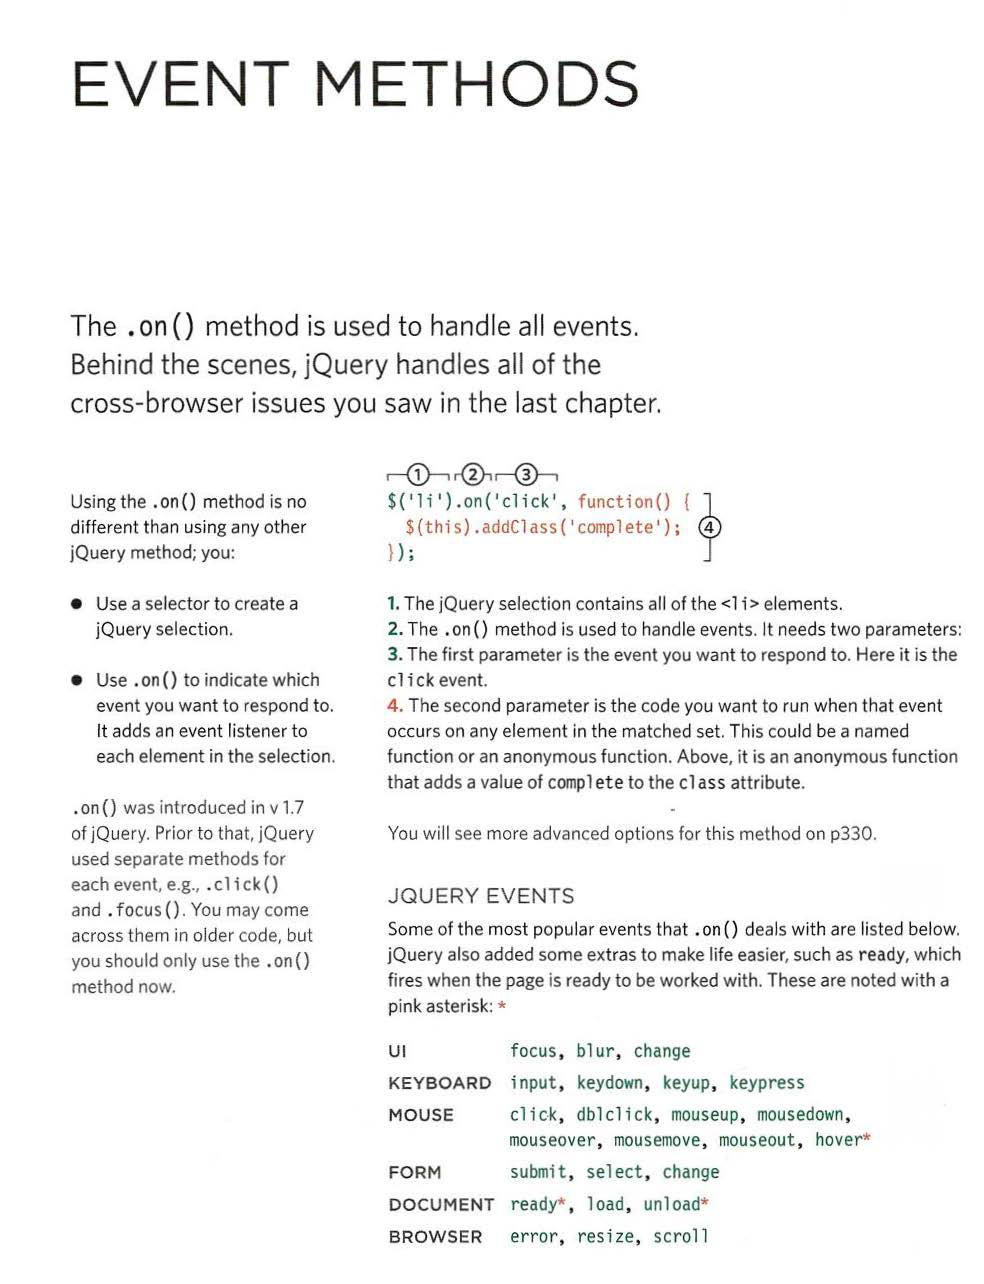 EVENT METHODS
The .on() method is used to handle all events.
Behind the scenes, jQuery handles all of the
cross-browser issues you saw in the last chapter.
Using the .on() method is no
different than using any other
jQuery method; you:
● Use a selector to create a
jQuery selection.
● Use .on() to indicate which
event you want to respond to.
It adds an event listener to
each element in the selection.
.on() was introduced in v 1.7
of jQuery. Prior to that, jQuery
used separate methods for
each event, e.g., .click()
and .focus(). You may come
across them in older code, but
you should only use the .on()
method now.
1 2 3
$('li').on('click', function() {
$(this).addClass('complete'); 4
});
1. The jQuery selection contains all of the <li> elements.
2. The .on() method is used to handle events. It needs two parameters:
3. The first parameter is the event you want to respond to. Here it is the
click event.
4. The second parameter is the code you want to run when that event
occurs on any element in the matched set. This could be a named
function or an anonymous function. Above, it is an anonymous function
that adds a value of complete to the class attribute.
You will see more advanced options for this method on p330.
JQUERY EVENTS
Some of the most popular events that .on() deals with are listed below.
jQuery also added some extras to make life easier, such as ready, which
fires when the page is ready to be worked with. These are noted with a
pink asterisk: *
UI focus, blur, change
KEYBOARD input, keydown, keyup, keypress
MOUSE click, dblclick, mouseup, mousedown,
mouseover, mousemove, mouseout, hover*
FORM submit, select, change
DOCUMENT ready*, load, unload*
BROWSER error, resize, scroll